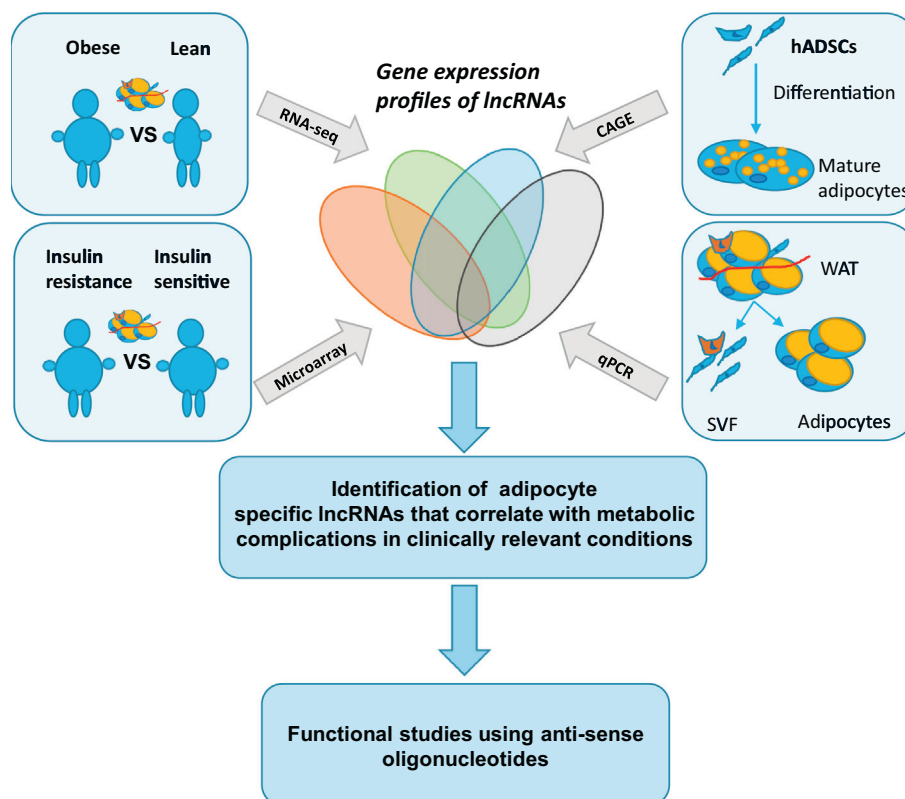 Obese Lean
VS
Insulin Insulin
resistance sensitive
VS
Gene expression
profiles of lncRNAs
RNA-seq
CAGE
Microarray
qPCR
hADSCs
Differentiation
Mature
adipocytes
WAT
SVF Adipocytes
Identification of adipocyte
specific lncRNAs that correlate with metabolic
complications in clinically relevant conditions
Functional studies using anti-sense
oligonucleotides